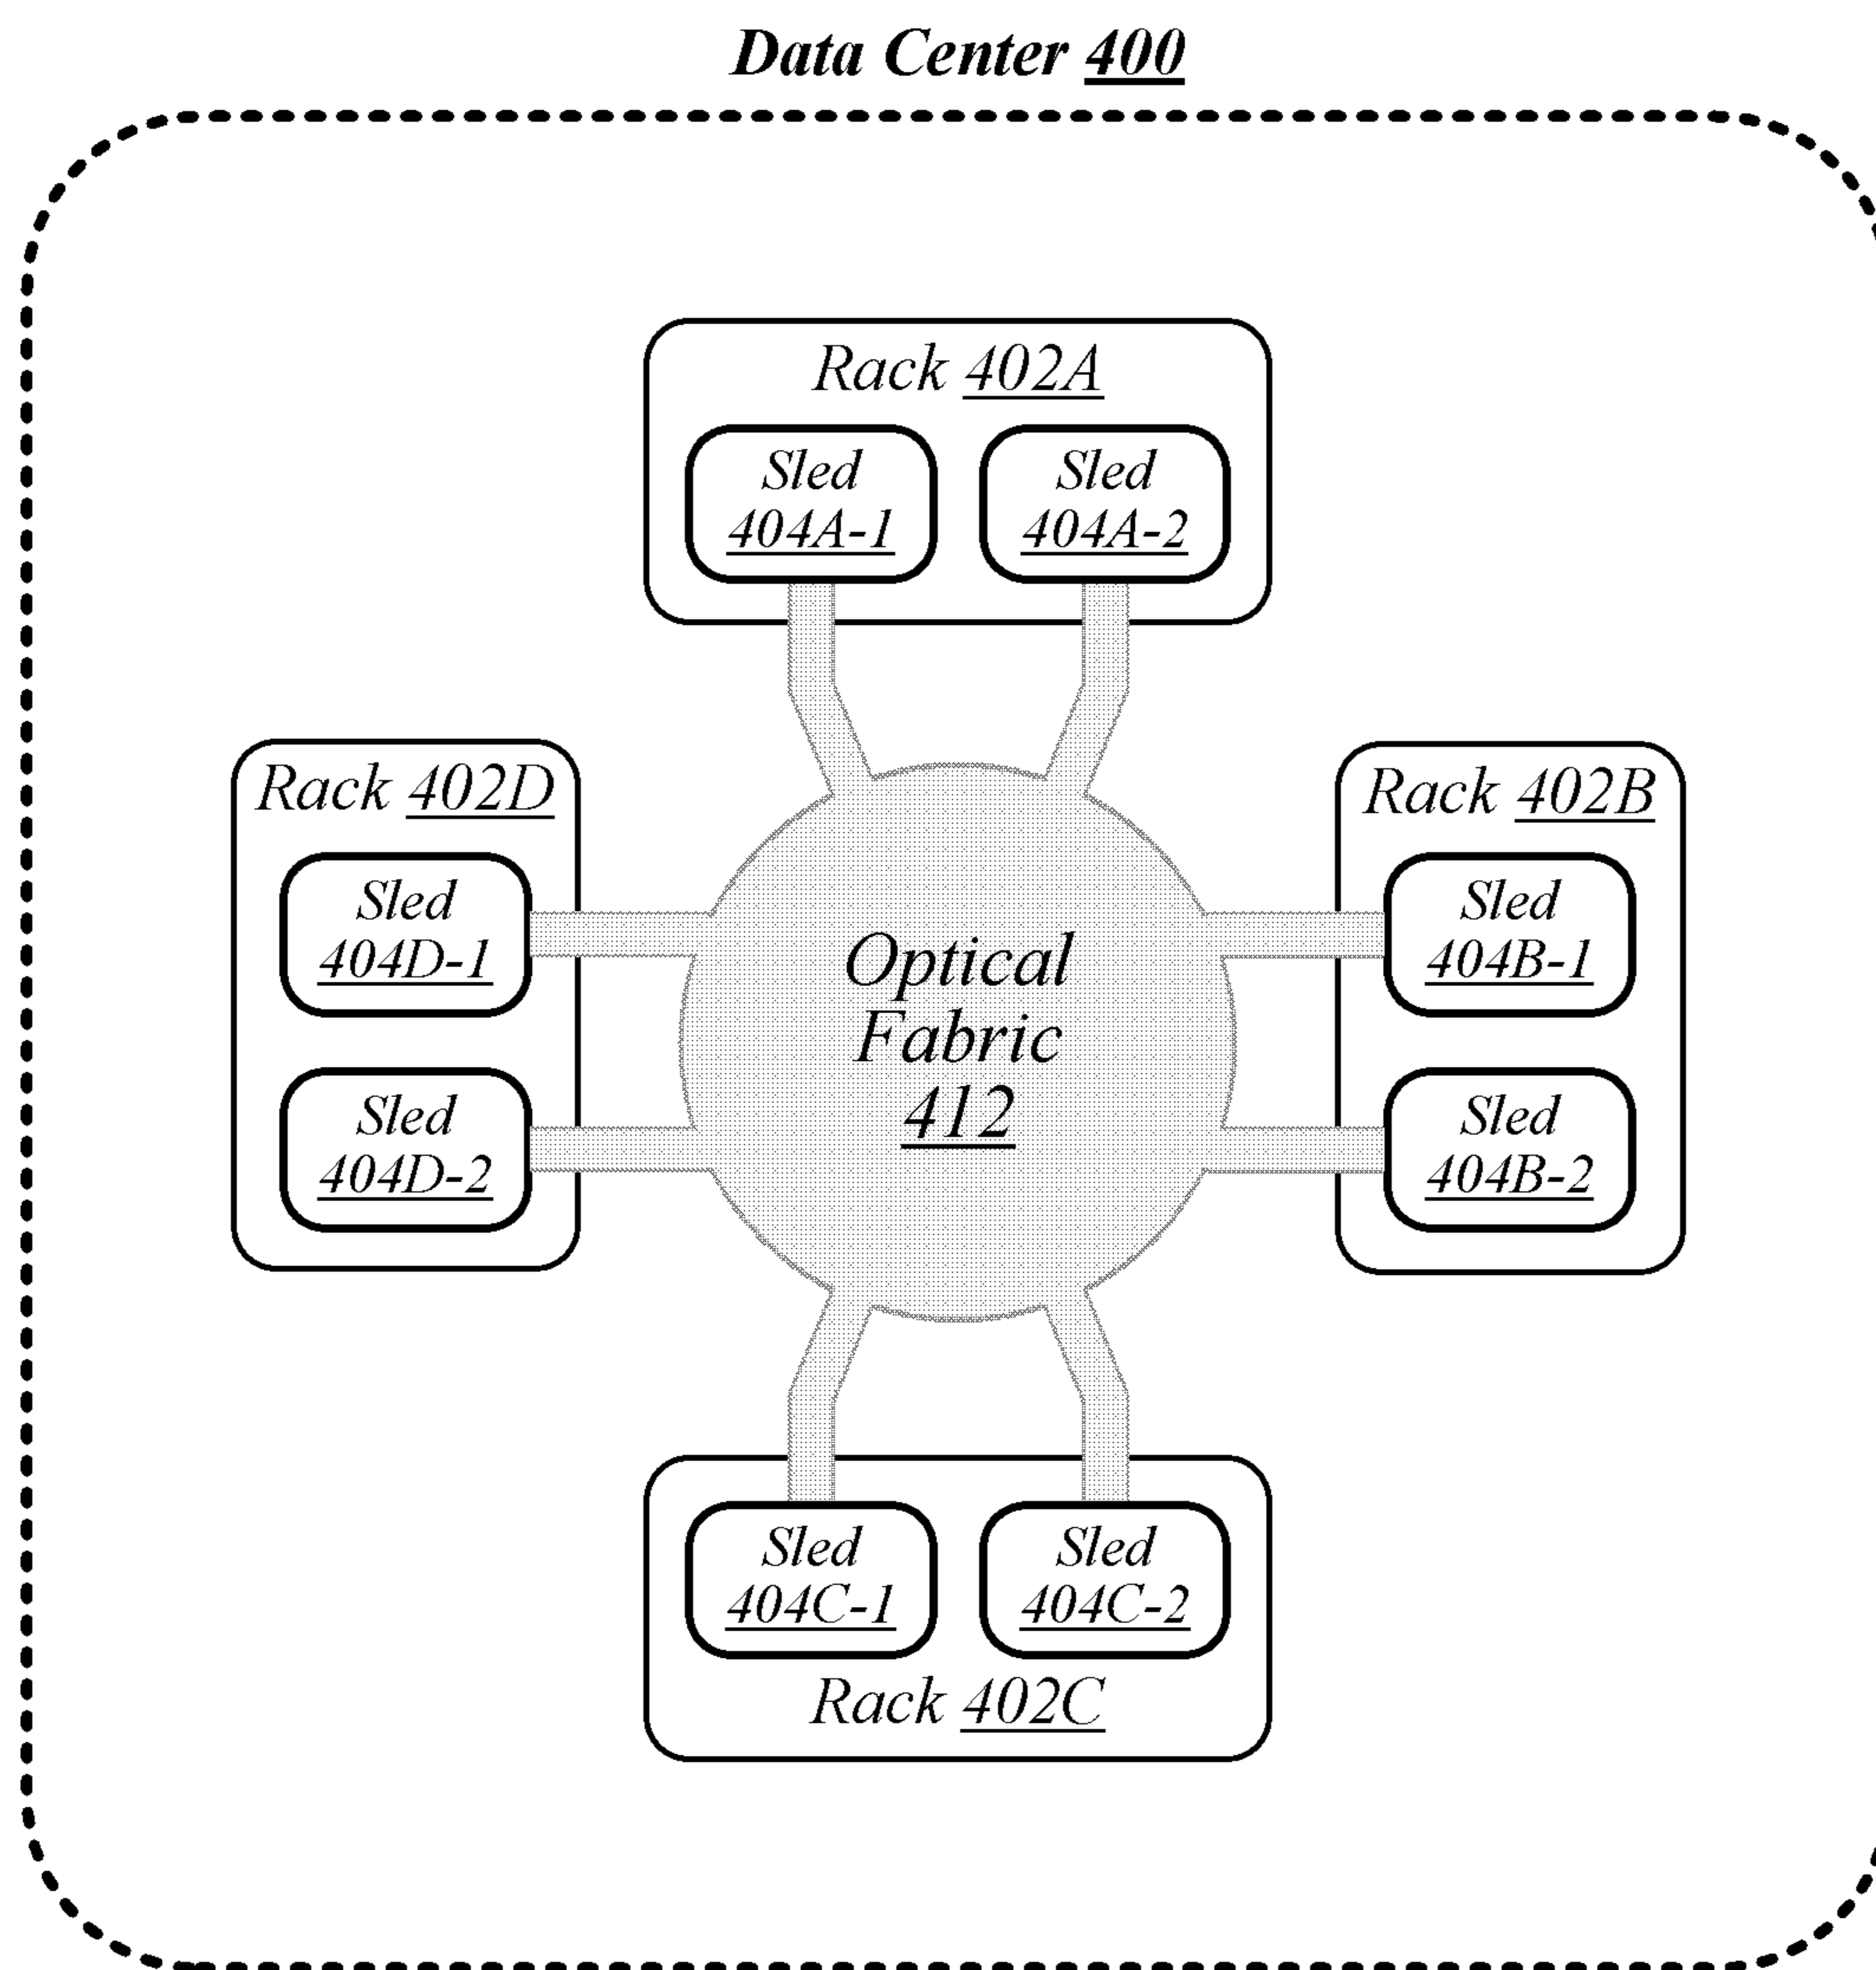 Data Center 400
Rack 402A
Sled
404A-1
Sled
404A-2
Rack 402D
Sled
404D-1
Sled
404D-2
Optical
Fabric
412
Rack 402B
Sled
404B-1
Sled
404B-2
Sled
404C-1
Sled
404C-2
Rack 402C